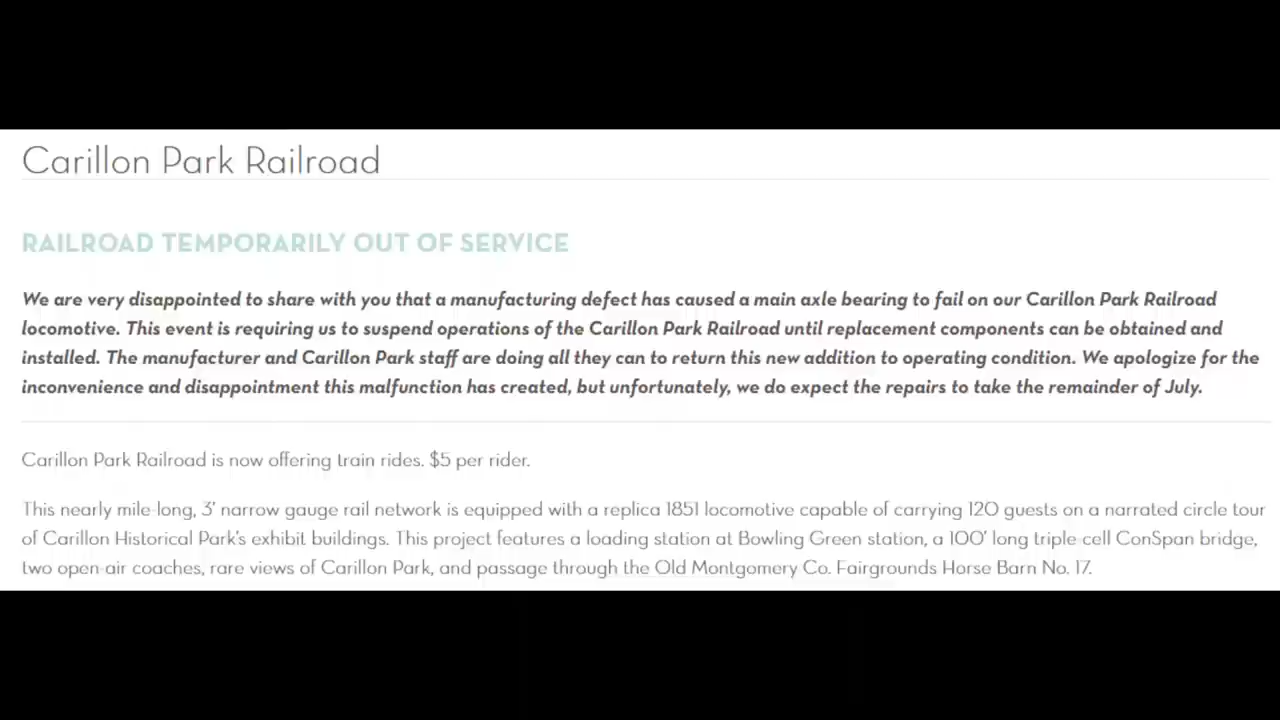 Carillon Park Railroad
RAILROAD TEMPORARILY OUT OF SERVICE
We are very disappointed to share with you that a manufacturing defect has caused a main axle bearing to fail on our Carillon Park Railroad
locomotive. This event is requiring us to suspend operations of the Carillon Park Railroad until replacement components can be obtained and
installed. The manufacturer and Carillon Park staff are doing all they can to return this new addition to operating condition. We apologize for the
inconvenience and disappointment this malfunction has created, but unfortunately, we do expect the repairs to take the remainder of July.
Carillon Park Railroad is now offering train rides. $5 per rider.
This nearly mile-long, 3' narrow gauge rail network is equipped with a replica 1851 locomotive capable of carrying 120 guests on a narrated circle tour
of Carillon Historical Park's exhibit buildings. This project features a loading station at Bowling Green station, a 100' long triple-cell ConSpan bridge,
two open-air coaches, rare views of Carillon Park, and passage through the Old Montgomery Co. Fairgrounds Horse Barn No. 17.